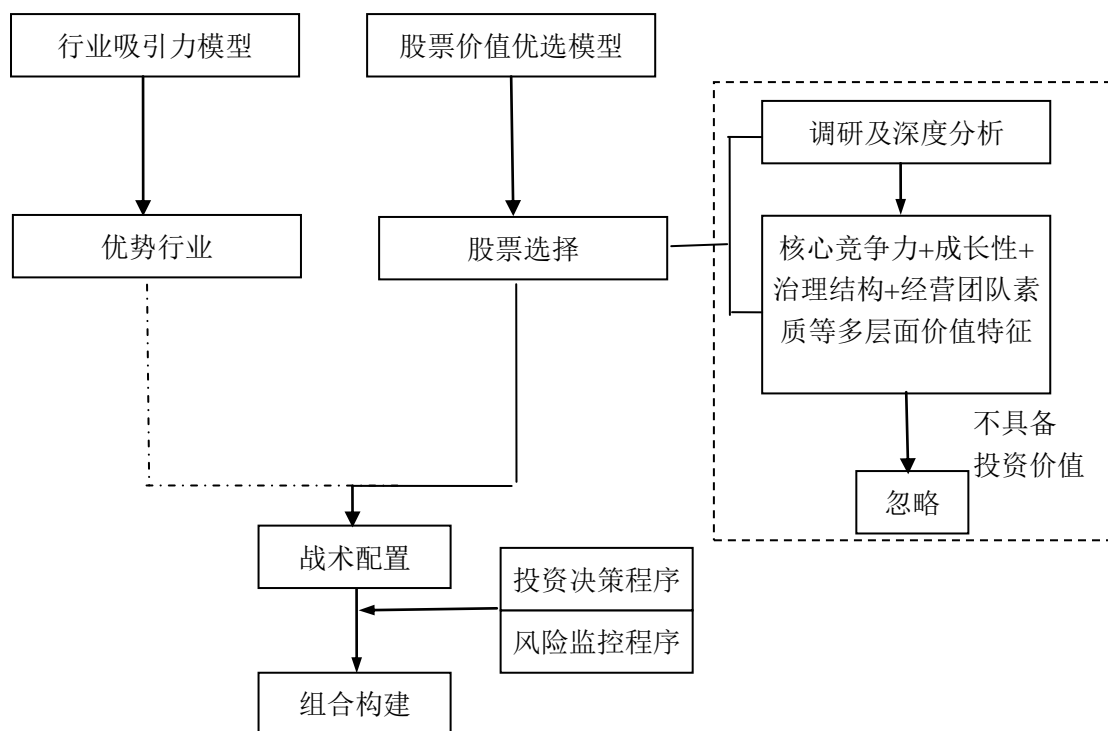 行业吸引力模型
股票价值优选模型
调研及深度分析
优势行业
股票选择
核心竞争力+成长性+
治理结构+经营团队素
质等多层面价值特征
不具备
投资价值
忽略
战术配置
投资决策程序
风险监控程序
组合构建